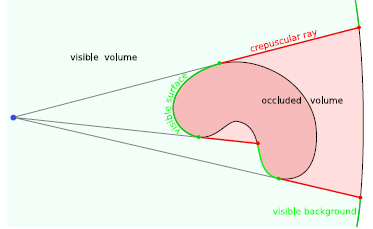 crepuscular ray
visible volume
visible surface
occluded volume
visible background